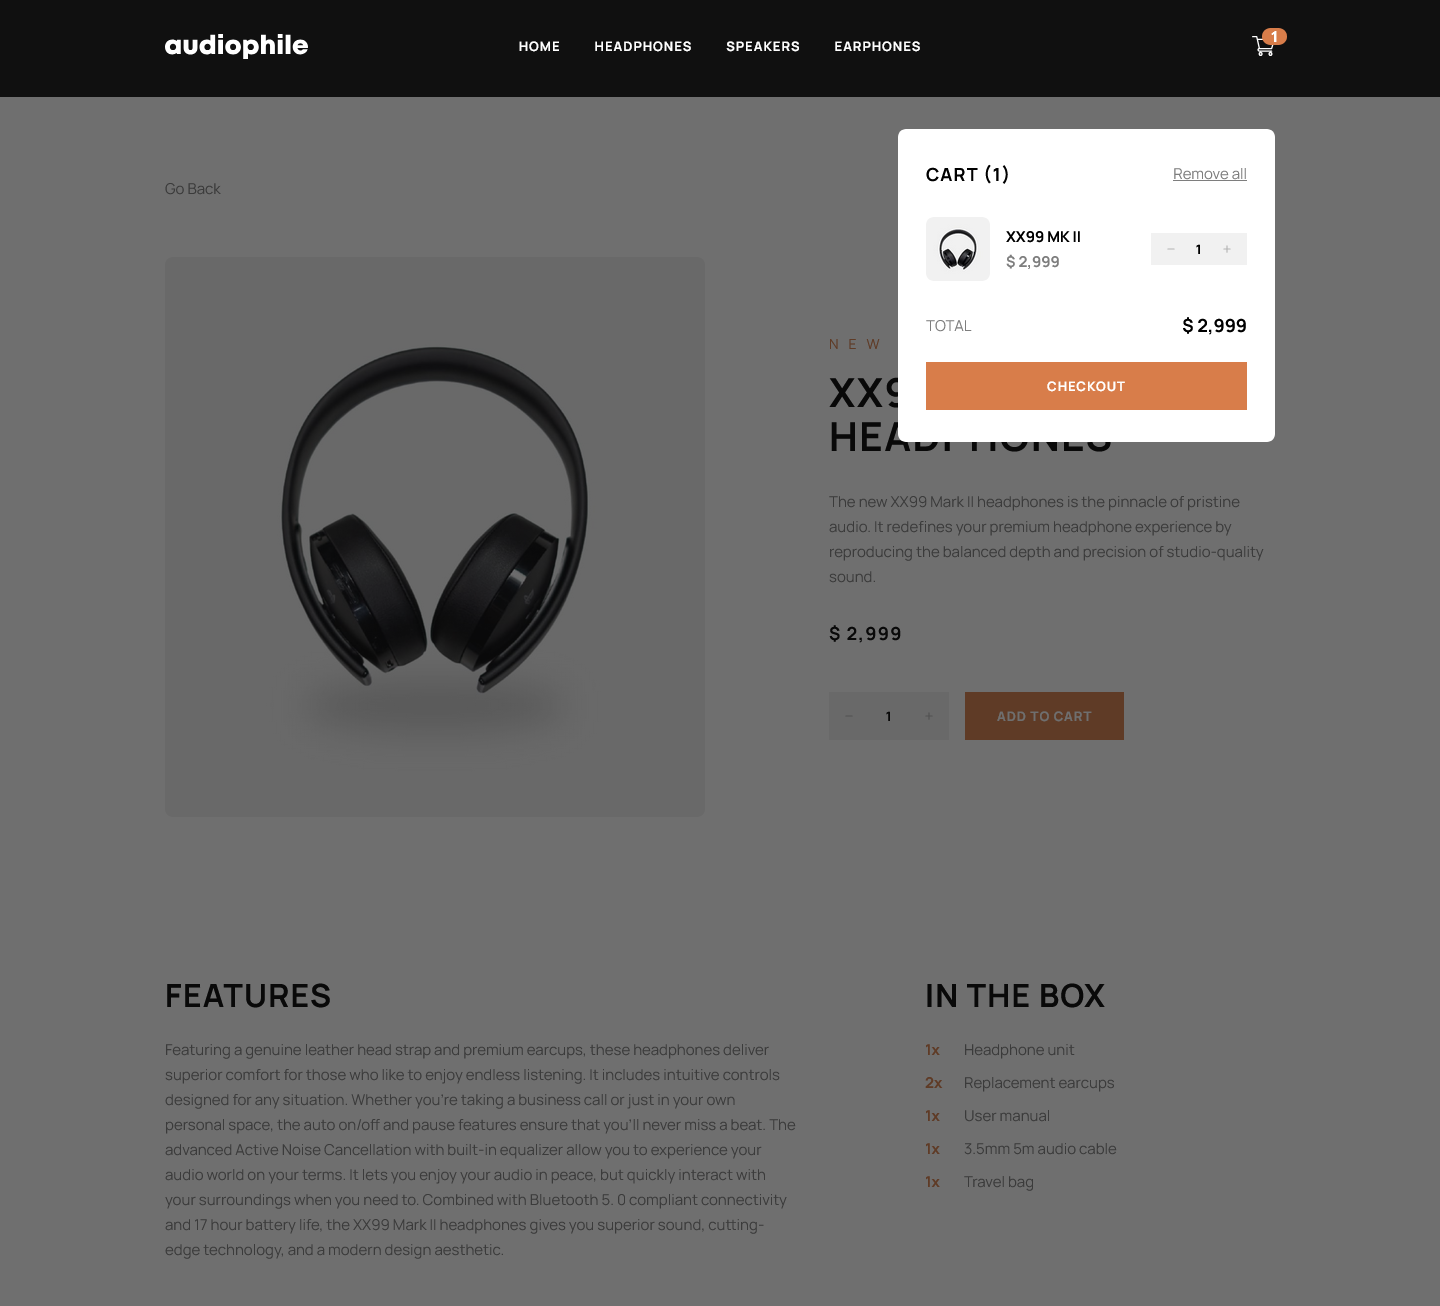 audiophile
HOME HEADPHONES SPEAKERS EARPHONES
1
Go Back
CART (1) Remove all
XX99 MK II
$ 2,999
− 1 +
TOTAL $ 2,999
CHECKOUT
NEW
$ 2,999
The new XX99 Mark II headphones is the pinnacle of pristine
audio. It redefines your premium headphone experience by
reproducing the balanced depth and precision of studio-quality
sound.
HEADPHONES
− 1 + ADD TO CART
FEATURES
Featuring a genuine leather head strap and premium earcups, these headphones deliver
superior comfort for those who like to enjoy endless listening. It includes intuitive controls
designed for any situation. Whether you're taking a business call or just in your own
personal space, the auto on/off and pause features ensure that you'll never miss a beat. The
advanced Active Noise Cancellation with built-in equalizer allow you to experience your
audio world on your terms. It lets you enjoy your audio in peace, but quickly interact with
your surroundings when you need to. Combined with Bluetooth 5. 0 compliant connectivity
and 17 hour battery life, the XX99 Mark II headphones gives you superior sound, cutting-
edge technology, and a modern design aesthetic.
IN THE BOX
1x Headphone unit
2x Replacement earcups
1x User manual
1x 3.5mm 5m audio cable
1x Travel bag